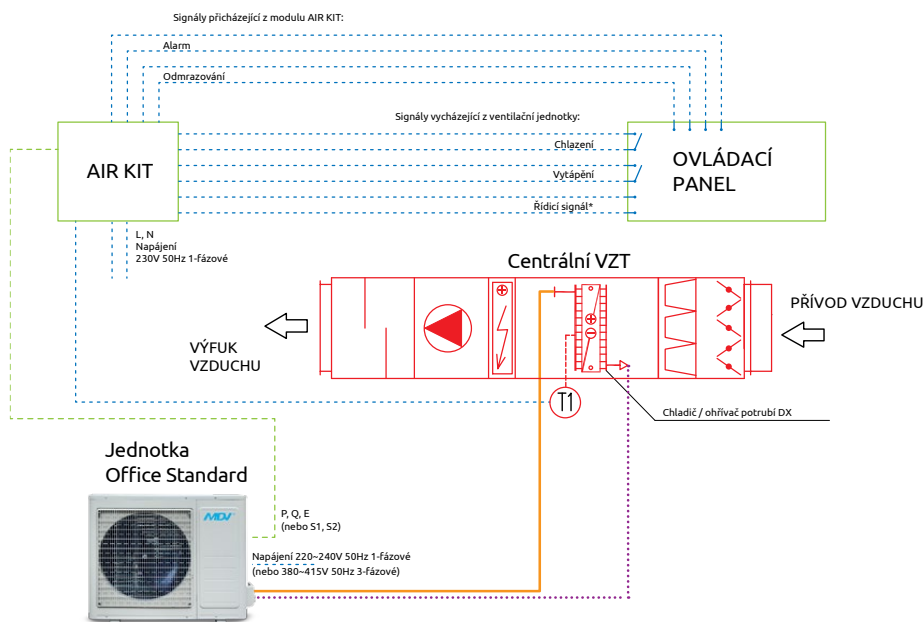 Signály přicházející z modulu AIR KIT:
Alarm
Odmrazování
Signály vycházející z ventilační jednotky:
Chlazení
Vytápění
Řídicí signál*
AIR KIT
OVLÁDACÍ
PANEL
L, N
Napájení
230V 50Hz 1-fázové
Centrální VZT
PŘÍVOD VZDUCHU
VÝFUK
VZDUCHU
T1
Chladič / ohřívač potrubí DX
Jednotka
Office Standard
MDV
P, Q, E
(nebo S1, S2)
Napájení 220~240V 50Hz 1-fázové
(nebo 380~415V 50Hz 3-fázové)